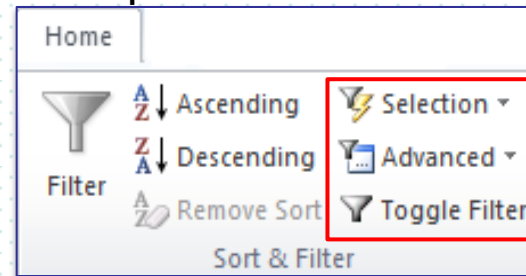 Home
Ascending
Selection
Descending
Advanced
Filter
Remove Sort
Toggle Filter
Sort & Filter